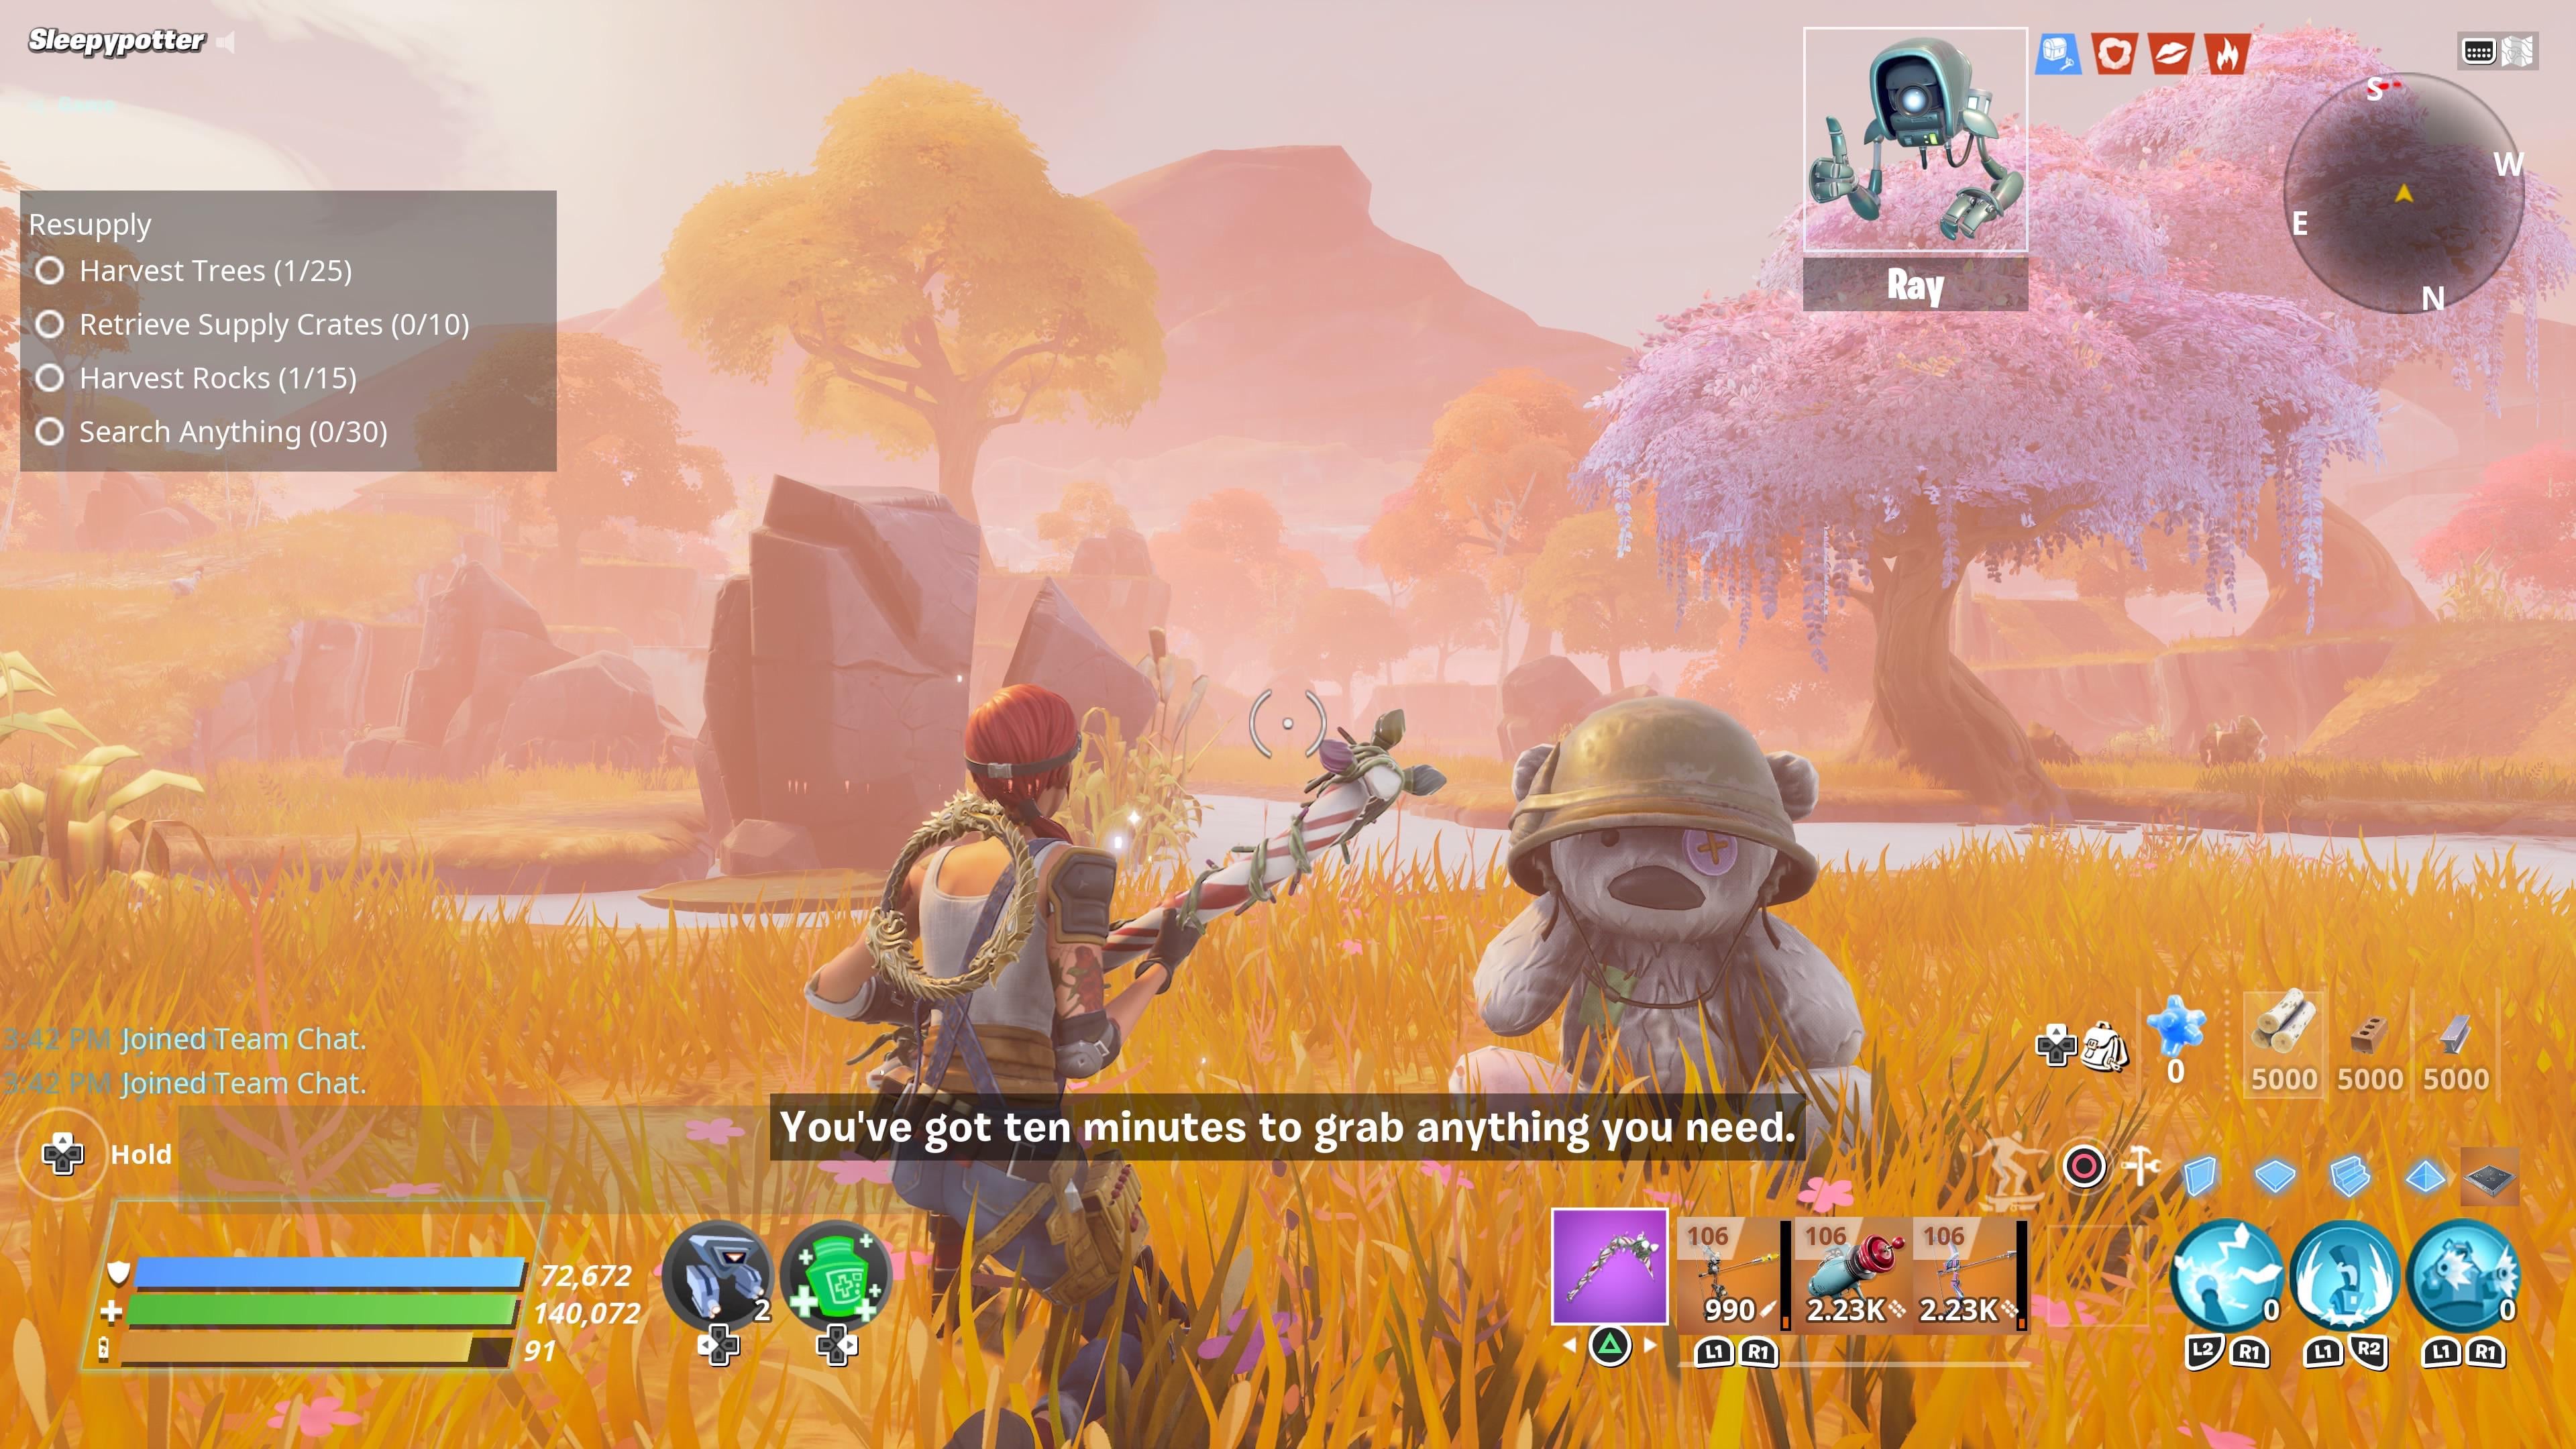 Sleepypotter
Resupply
Harvest Trees (1/25)
Retrieve Supply Crates (0/10)
Harvest Rocks (1/15)
Search Anything (0/30)
Ray
S
W
E
N
3:42 PM Joined Team Chat.
3:42 PM Joined Team Chat.
Hold
You've got ten minutes to grab anything you need.
0
5000 5000 5000
72,672
140,072
91
2
106 106 106
990 2.23K 2.23K
L1 R1
0 0
L2 R1 L1 R2 L1 R1